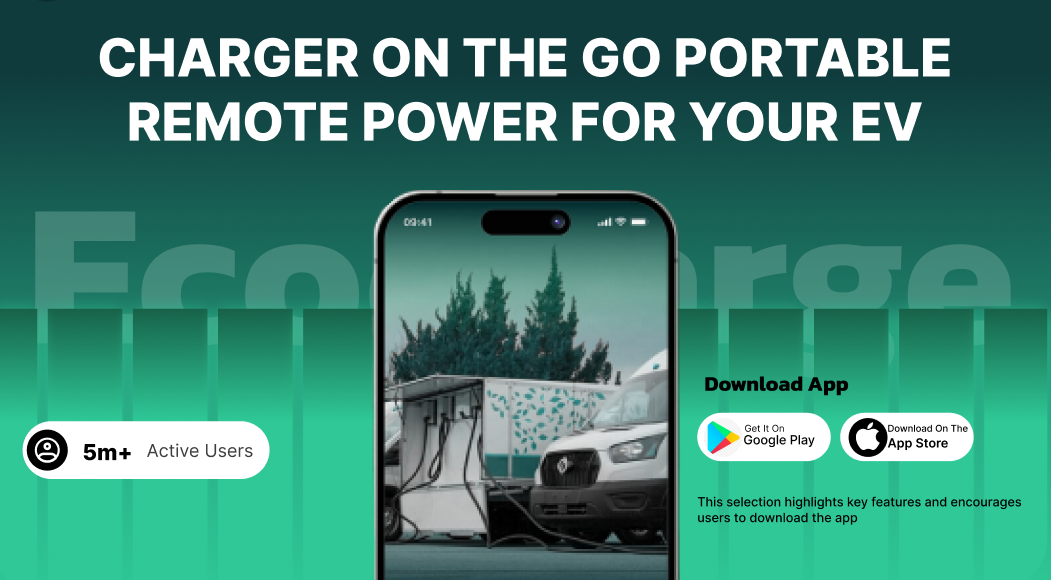 CHARGER ON THE GO PORTABLE
REMOTE POWER FOR YOUR EV
09:41
Eco arge
5m+ Active Users
Download App
Get It On
Google Play
Download On The
App Store
This selection highlights key features and encourages
users to download the app